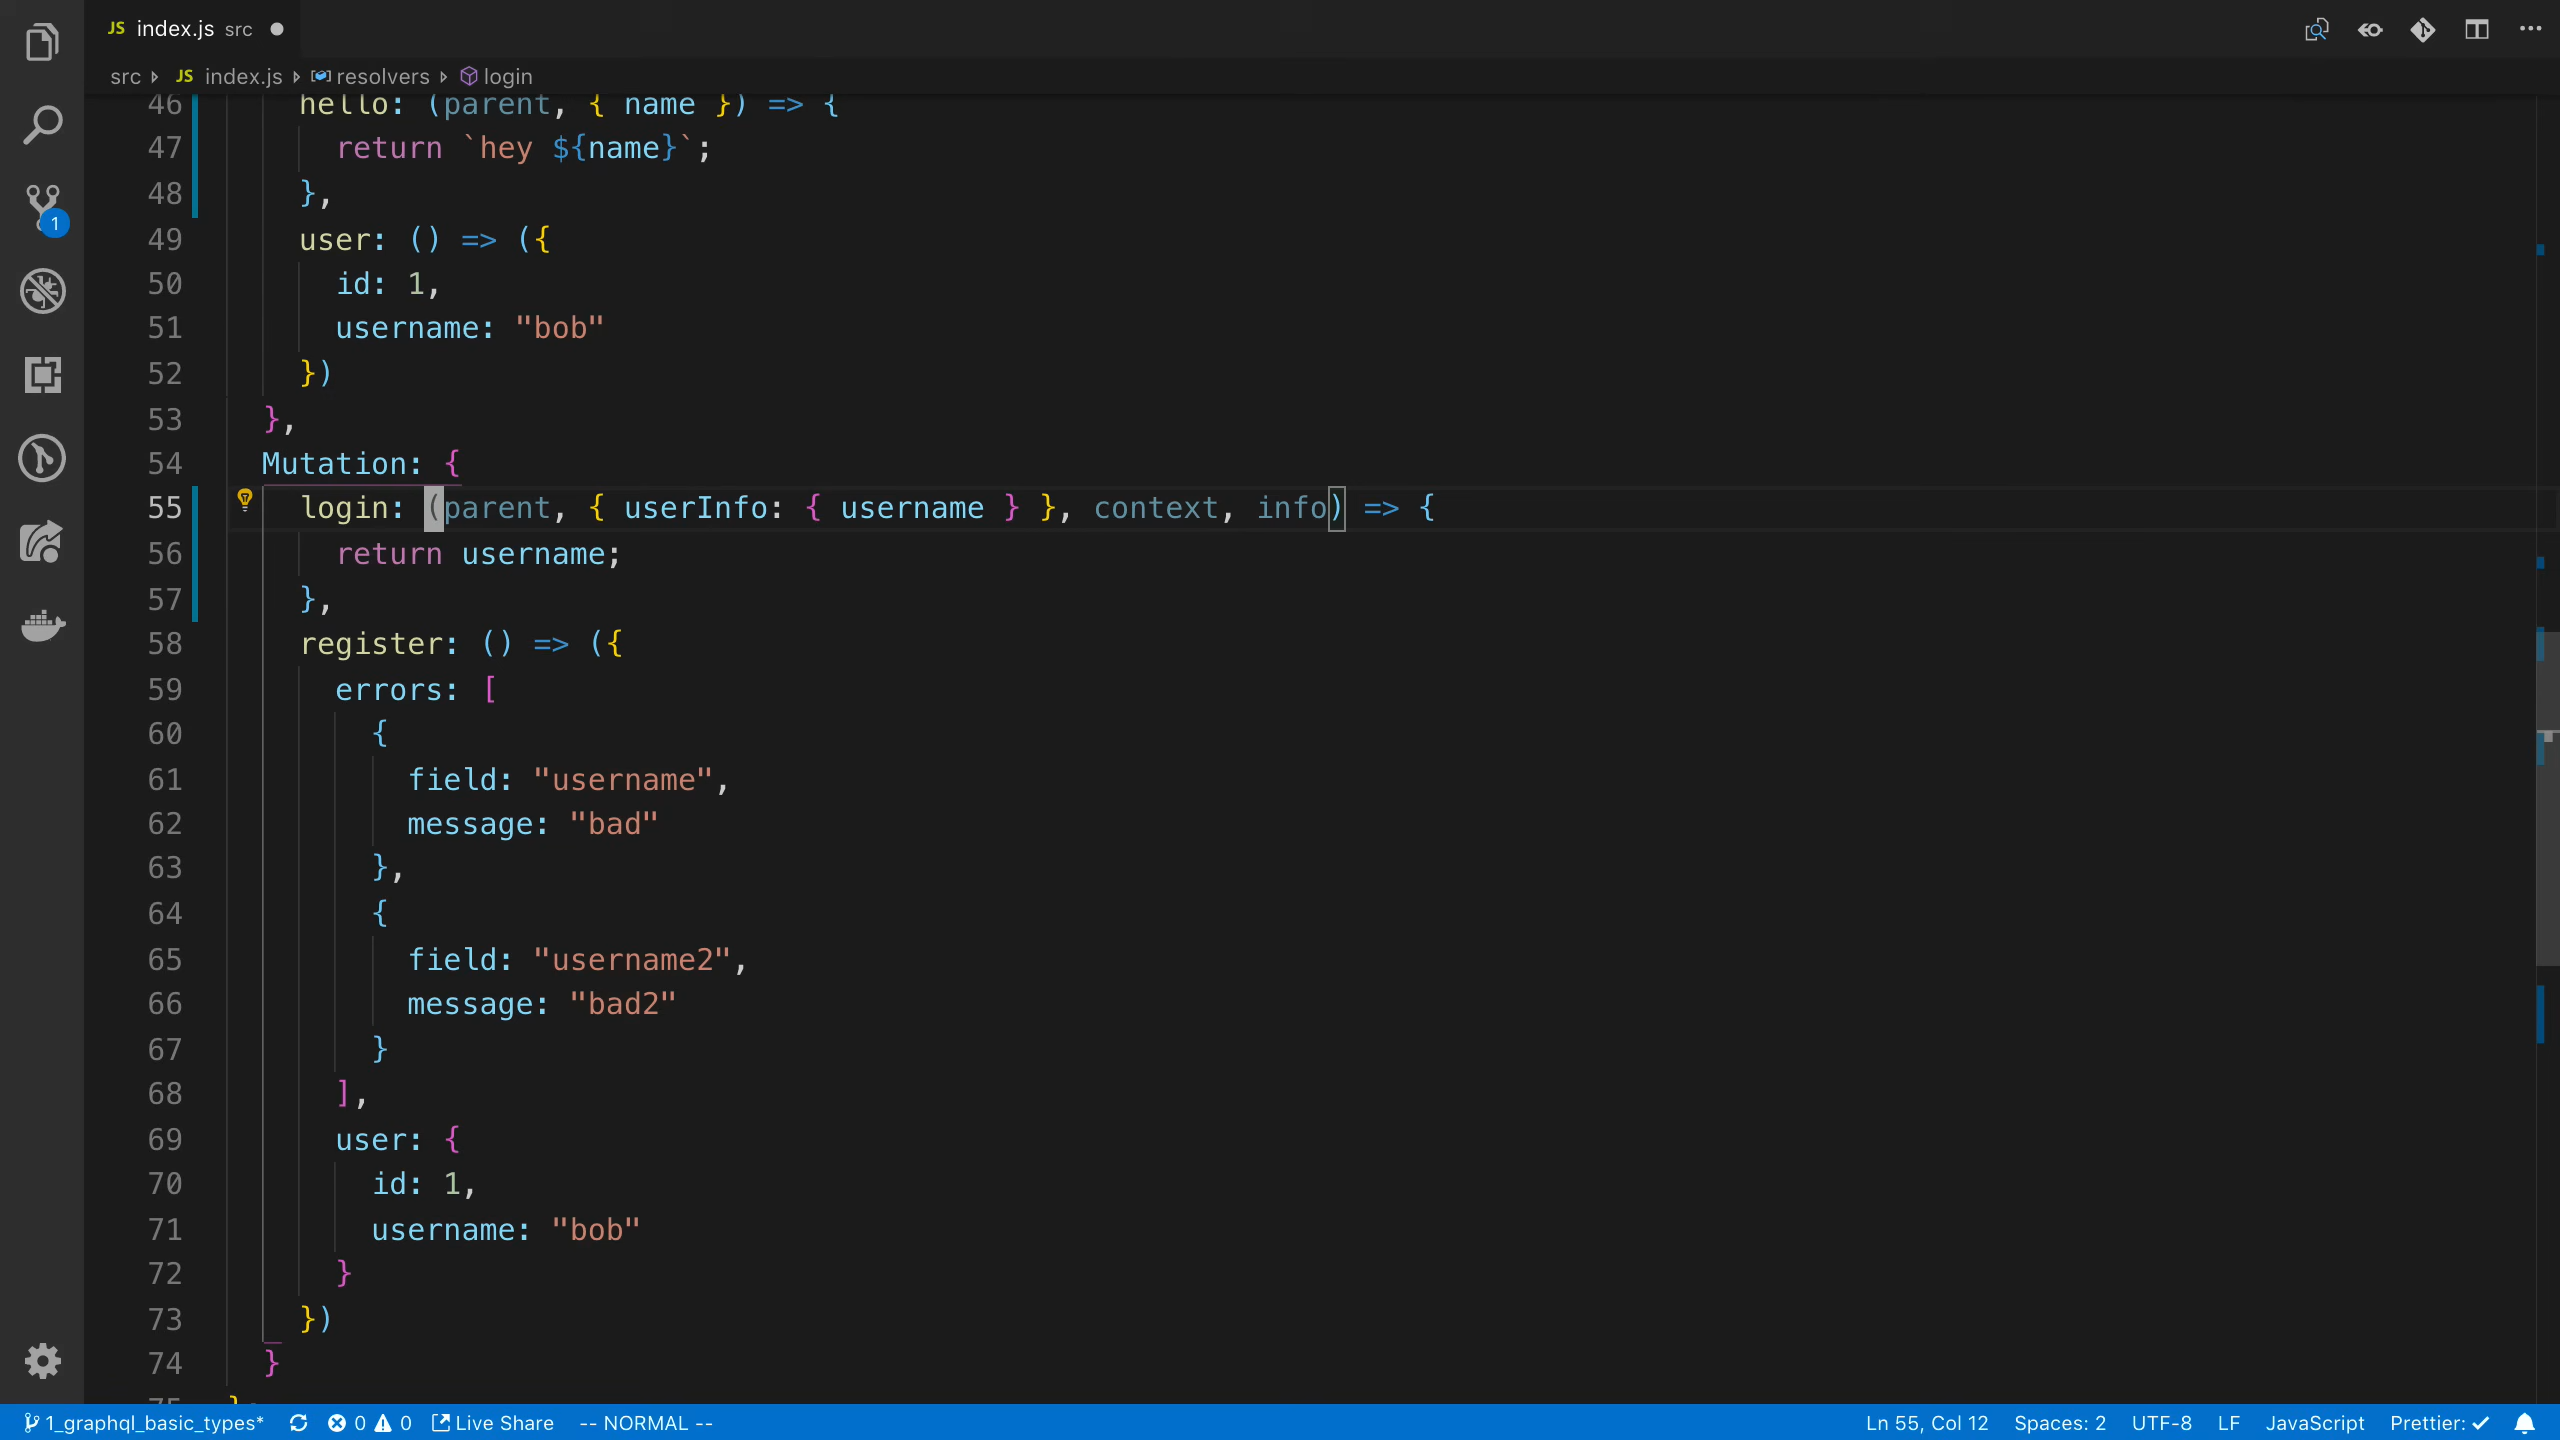 JS index.js src
src JS index.js resolvers login
46 hello: (parent, { name }) => {
47 return `hey ${name}`;
48 },
49 user: () => ({
50 id: 1,
51 username: "bob"
52 })
53 },
54 Mutation: {
55 login: (parent, { userInfo: { username } }, context, info) => {
56 return username;
57 },
58 register: () => ({
59 errors: [
60 {
61 field: "username",
62 message: "bad"
63 },
64 {
65 field: "username2",
66 message: "bad2"
67 }
68 ],
69 user: {
70 id: 1,
71 username: "bob"
72 }
73 })
74 }
1
1_graphql_basic_types* 0 0 Live Share -- NORMAL -- Ln 55, Col 12 Spaces: 2 UTF-8 LF JavaScript Prettier: ✓